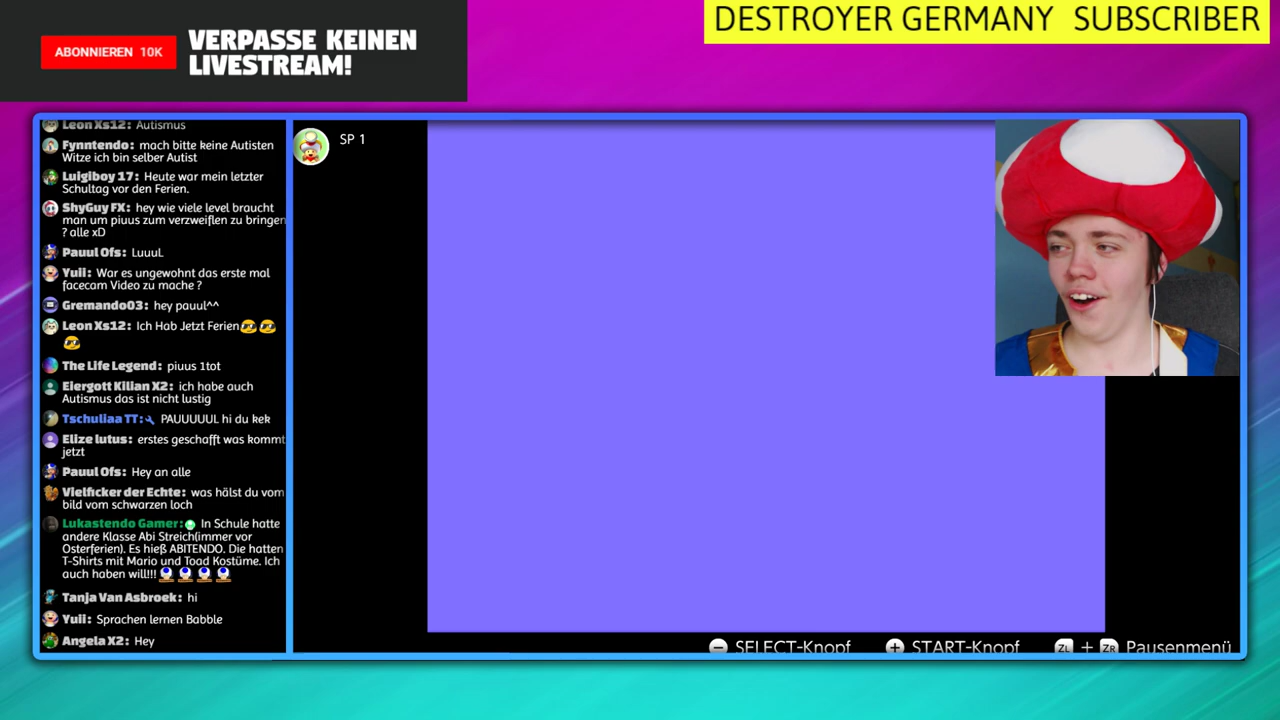 ABONNIEREN 10K
VERPASSE KEINEN
LIVESTREAM!
DESTROYER GERMANY SUBSCRIBER
Leon Xs12: Autismus
Fynntendo: mach bitte keine Autisten
Witze ich bin selber Autist
Luigiboy 17: Heute war mein letzter
Schultag vor den Ferien.
ShyGuy FX: hey wie viele level braucht
man um piuus zum verzweiflen zu bringen
? alle xD
Pauul Ofs: LuuuL
Yuii: War es ungewohnt das erste mal
facecam Video zu mache ?
Gremando03: hey pauul^^
Leon Xs12: Ich Hab Jetzt Ferien
The Life Legend: piuus 1tot
Eiergott Kilian X2: ich habe auch
Autismus das ist nicht lustig
Tschuliaa TT: PAUUUUUL hi du kek
Elize lutus: erstes geschafft was kommt
jetzt
Pauul Ofs: Hey an alle
Vielficker der Echte: was hälst du vom
bild vom schwarzen loch
Lukastendo Gamer: In Schule hatte
andere Klasse Abi Streich(immer vor
Osterferien). Es hieß ABITENDO. Die hatten
T-Shirts mit Mario und Toad Kostüme. Ich
auch haben will!!!
Tanja Van Asbroek: hi
Yuii: Sprachen lernen Babble
Angela X2: Hey
SP 1
SELECT-Knopf
START-Knopf
ZL + ZR Pausenmenü